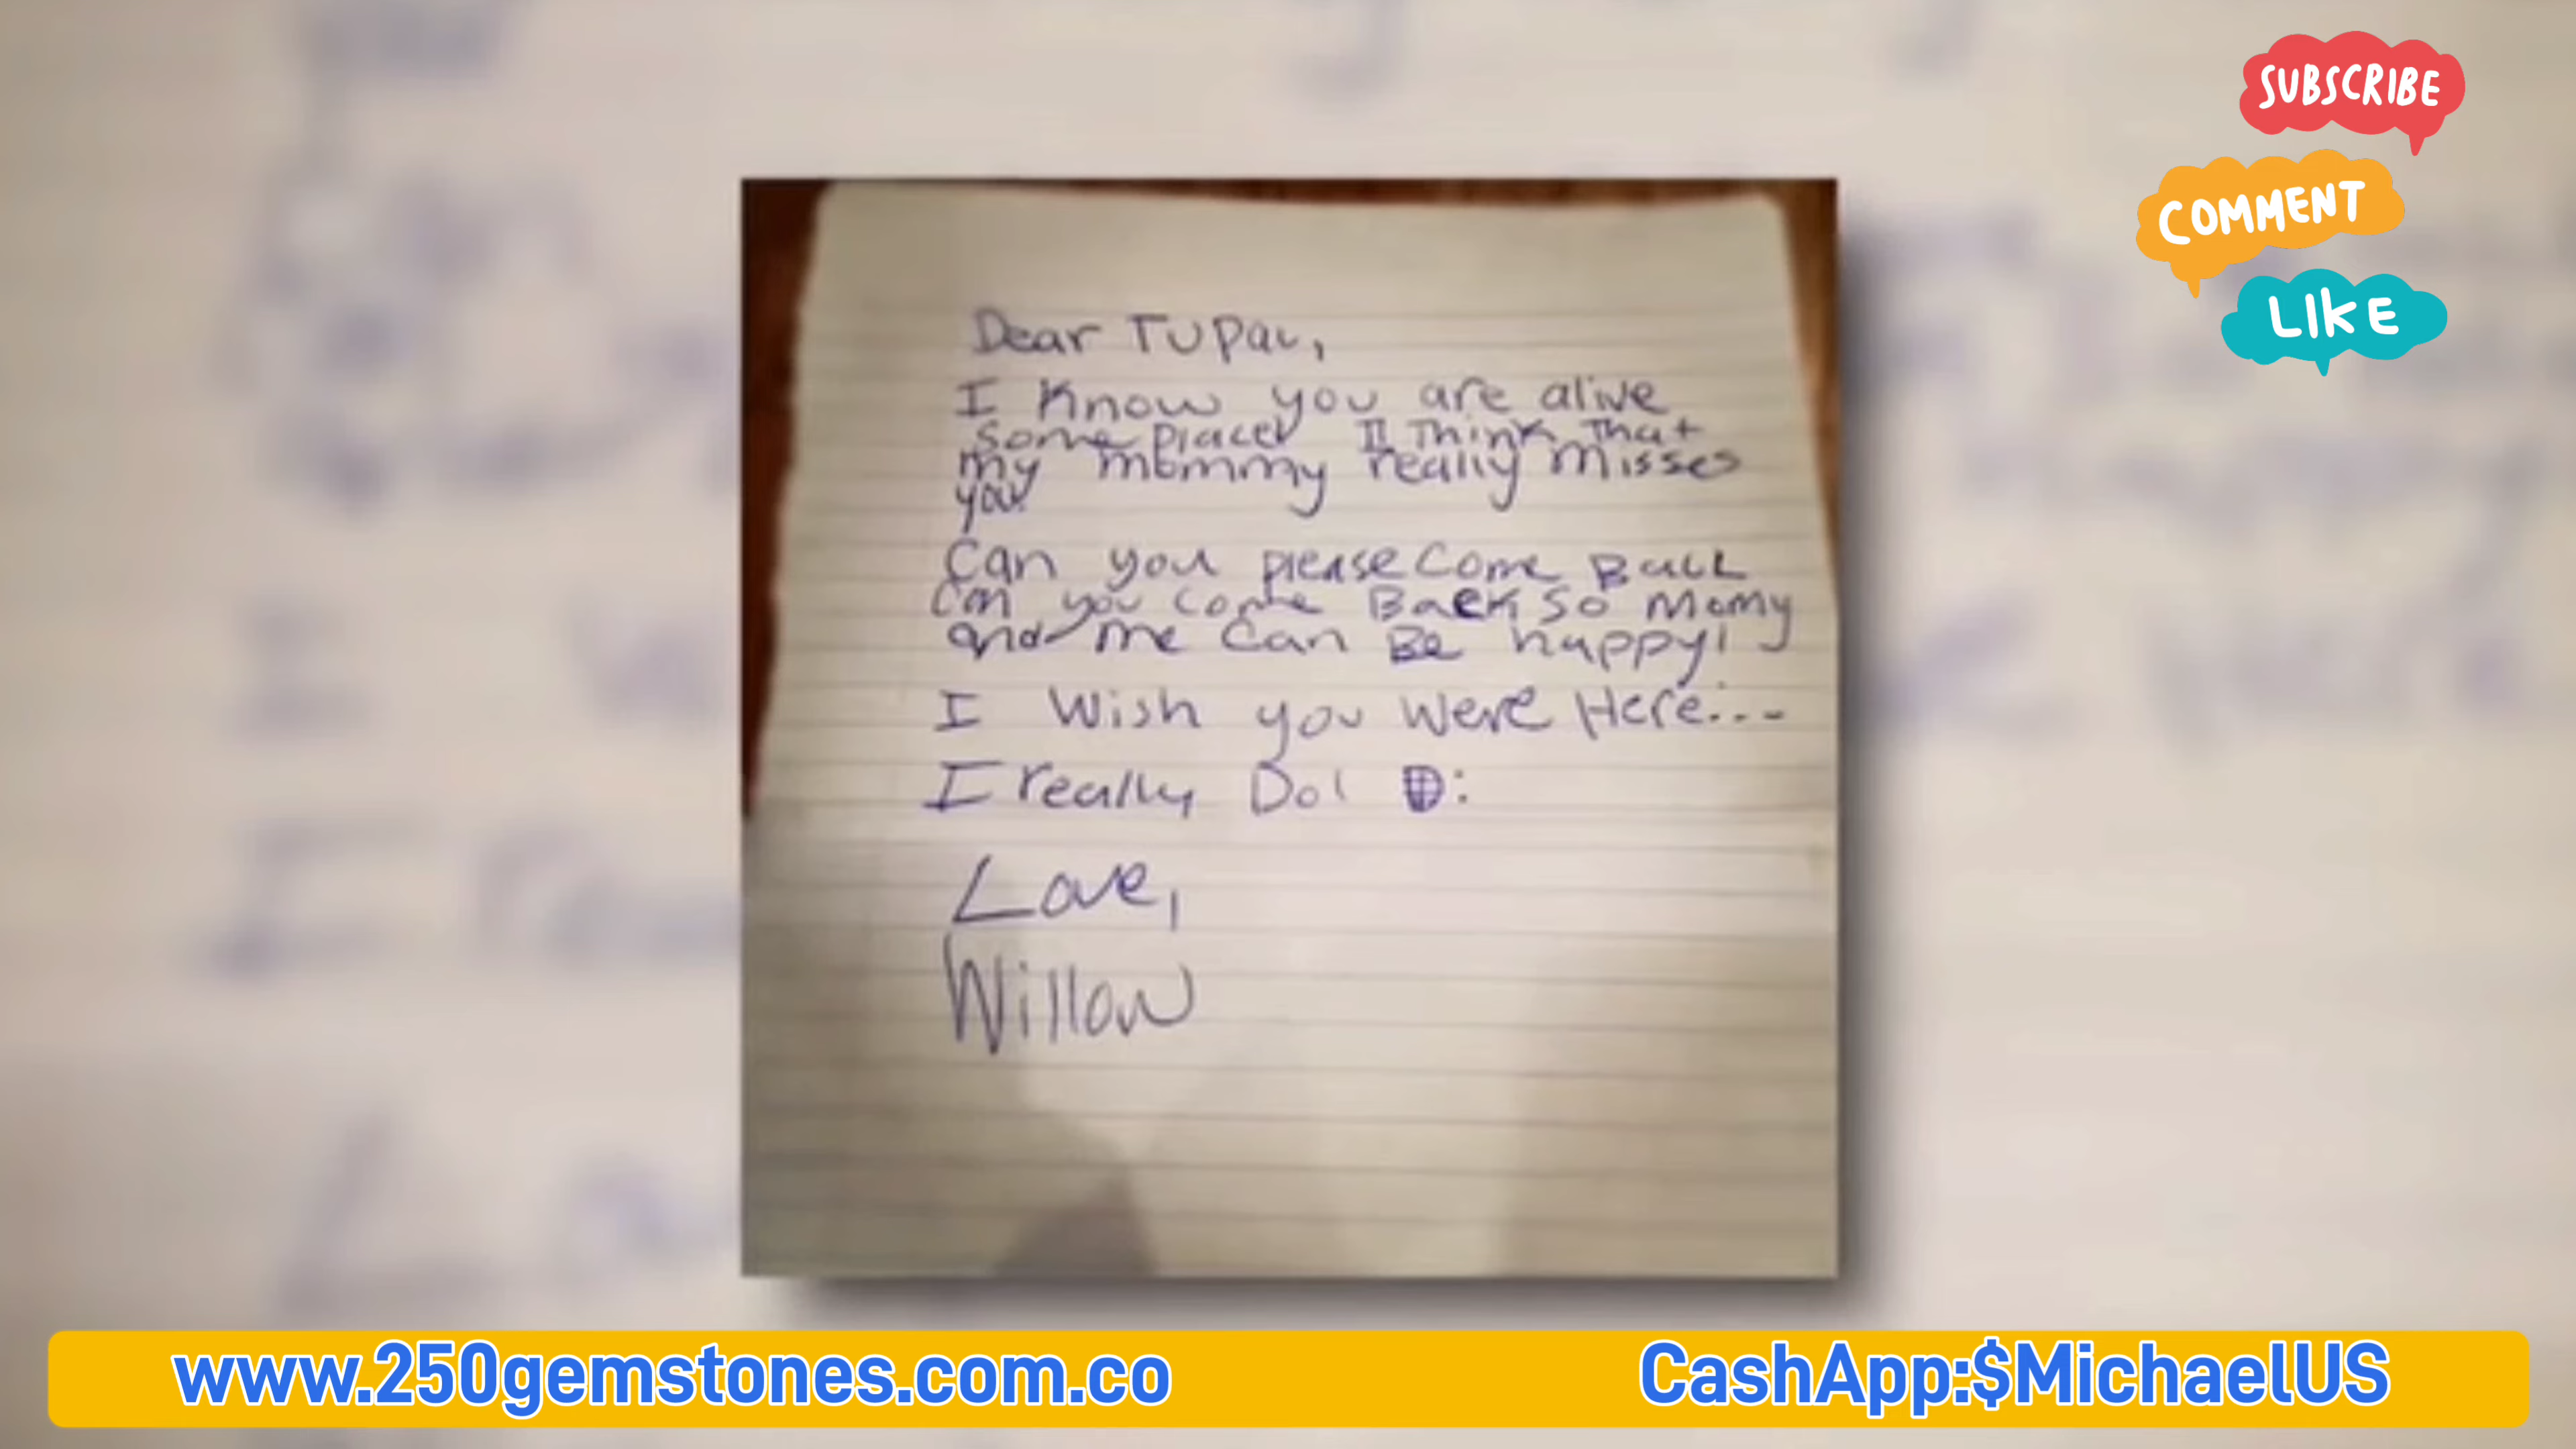 SUBSCRIBE
COMMENT
LIKE
Dear Tupac,
I Know you are alive
some place I Think That
my mommy really misses
you.
Can you please Come Back
Can you come Back so Momy
and me Can Be happy!
I Wish you Were Here...
I really Do!
Love,
Willow
www.250gemstones.com.co
CashApp:$MichaelUS